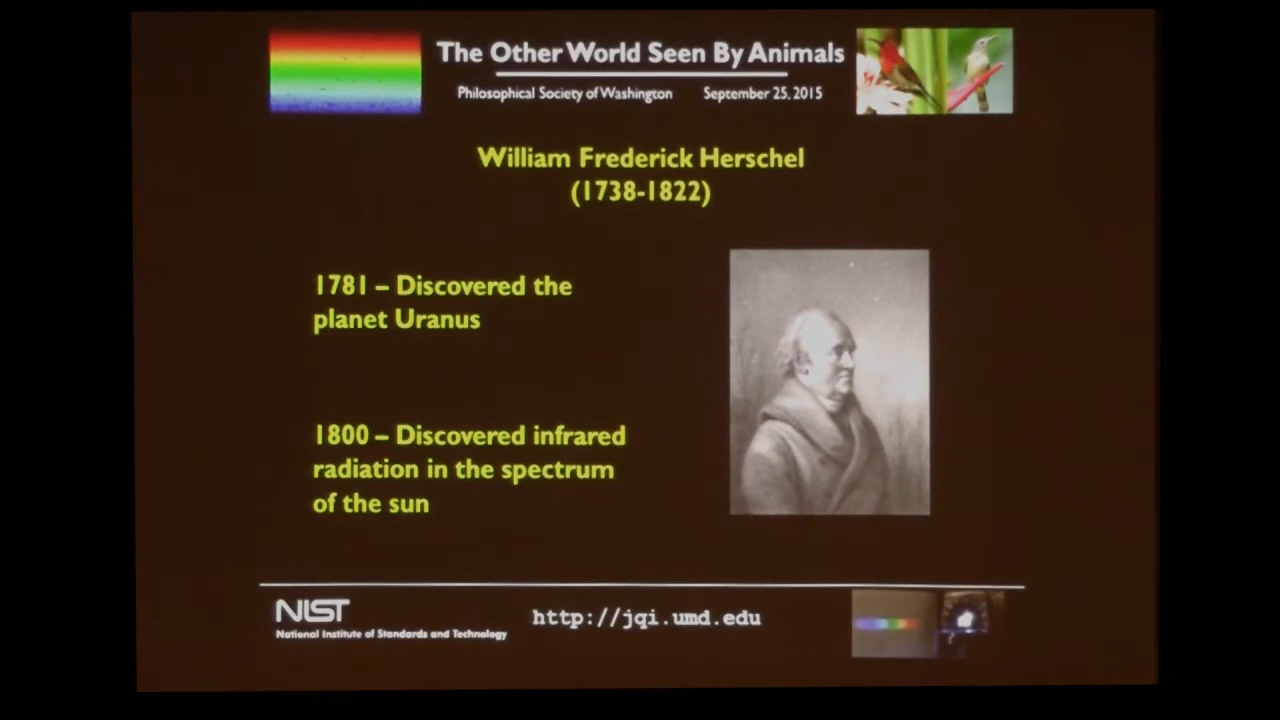 The Other World Seen By Animals
Philosophical Society of Washington September 25, 2015
William Frederick Herschel
(1738-1822)
1781 – Discovered the
planet Uranus
1800 – Discovered infrared
radiation in the spectrum
of the sun
NIST
National Institute of Standards and Technology
http://jqi.umd.edu